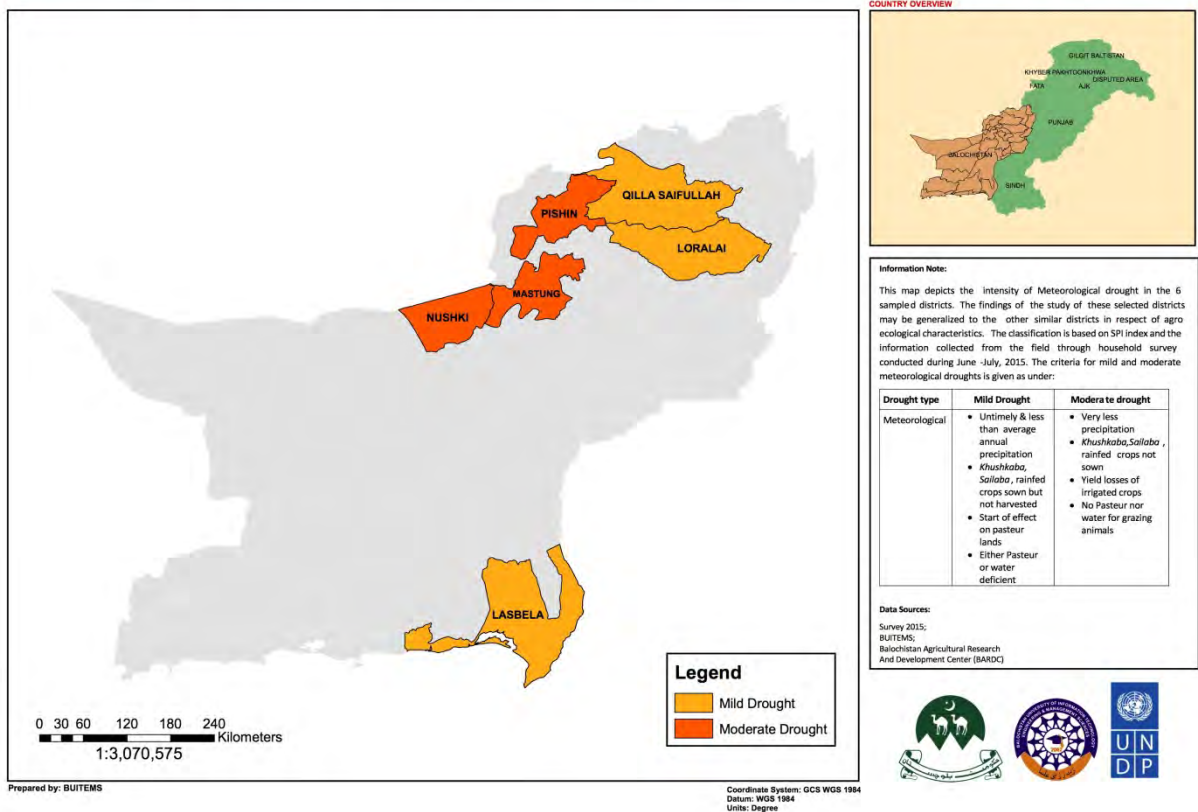 COUNTRY OVERVIEW
GILGIT BALTISTAN
KHYBER PAKHTOONKHWA
DISPUTED AREA
FATA
AJK
PUNJAB
BALOCHISTAN
SINDH
QILLA SAIFULLAH
PISHIN
LORALAI
MASTUNG
NUSHKI
LASBELA
Legend
Mild Drought
Moderate Drought
0 30 60 120 180 240
Kilometers
1:3,070,575
Prepared by: BUITEMS
Coordinate System: GCS WGS 1984
Datum: WGS 1984
Units: Degree
Information Note:
This map depicts the intensity of Meteorological drought in the 6
sampled districts. The findings of the study of these selected districts
may be generalized to the other similar districts in respect of agro
ecological characteristics. The classification is based on SPI index and the
information collected from the field through household survey
conducted during June -July, 2015. The criteria for mild and moderate
meteorological droughts is given as under:
Drought type
Mild Drought
Moderate drought
Meteorological
• Untimely & less
than average
annual
precipitation
• Khushkaba,
Sailaba, rainfed
crops sown but
not harvested
• Start of effect
on pasteur
lands
• Either Pasteur
or water
deficient
• Very less
precipitation
• Khushkaba,Sailaba ,
rainfed crops not
sown
• Yield losses of
irrigated crops
• No Pasteur nor
water for grazing
animals
Data Sources:
Survey 2015;
BUITEMS;
Balochistan Agricultural Research
And Development Center (BARDC)
U N
D P